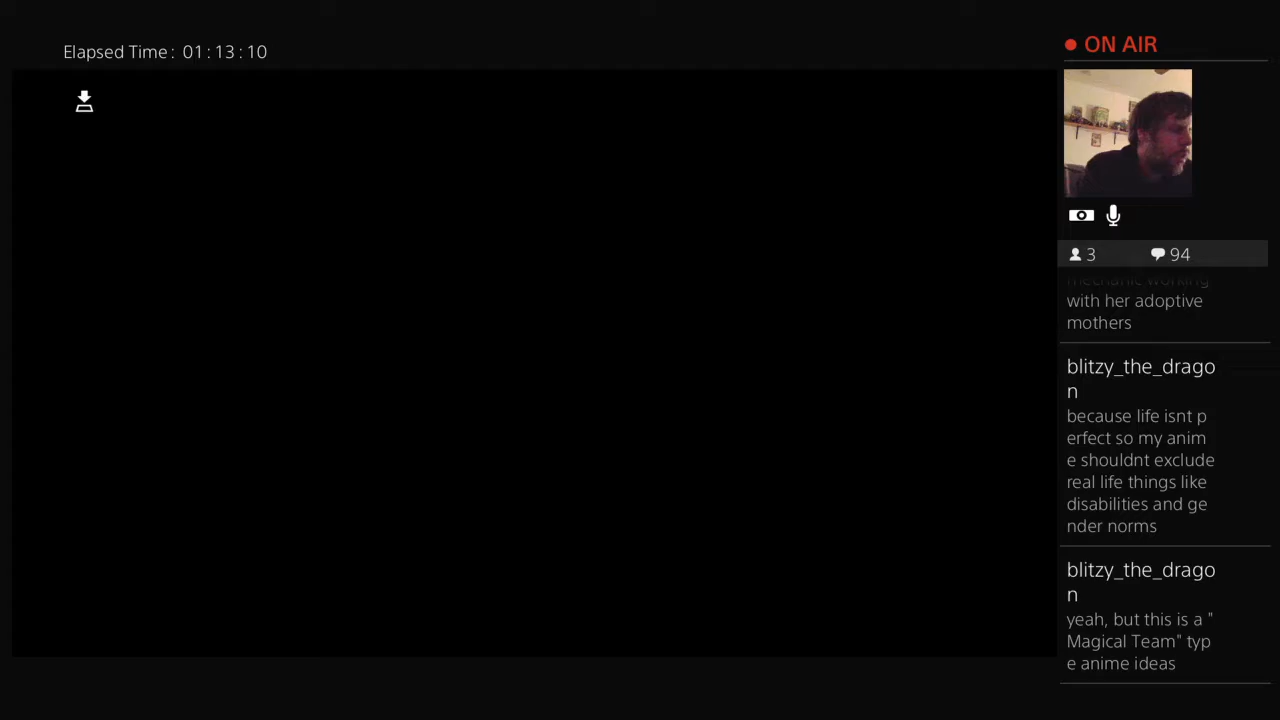 Elapsed Time: 01:13:10
ON AIR
3
94
mechanic working
with her adoptive
mothers
blitzy_the_drago
n
because life isnt p
erfect so my anim
e shouldnt exclude
real life things like
disabilities and ge
nder norms
blitzy_the_drago
n
yeah, but this is a "
Magical Team" typ
e anime ideas